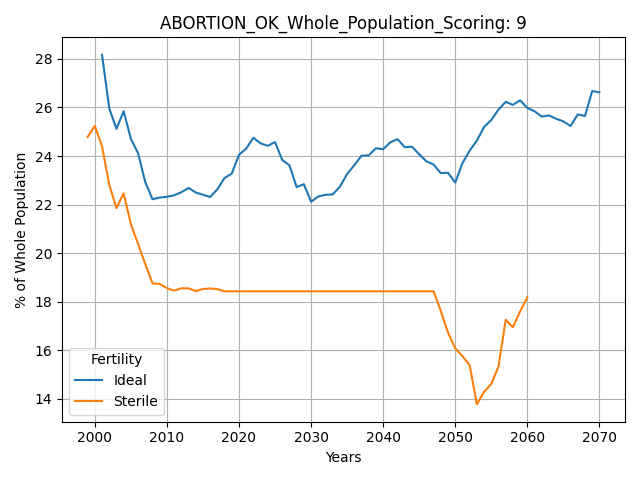 ABORTION_OK_Whole_Population_Scoring: 9
% of Whole Population
28
26
24
22
20
18
16
14
Fertility
Ideal
Sterile
2000 2010 2020 2030 2040 2050 2060 2070
Years